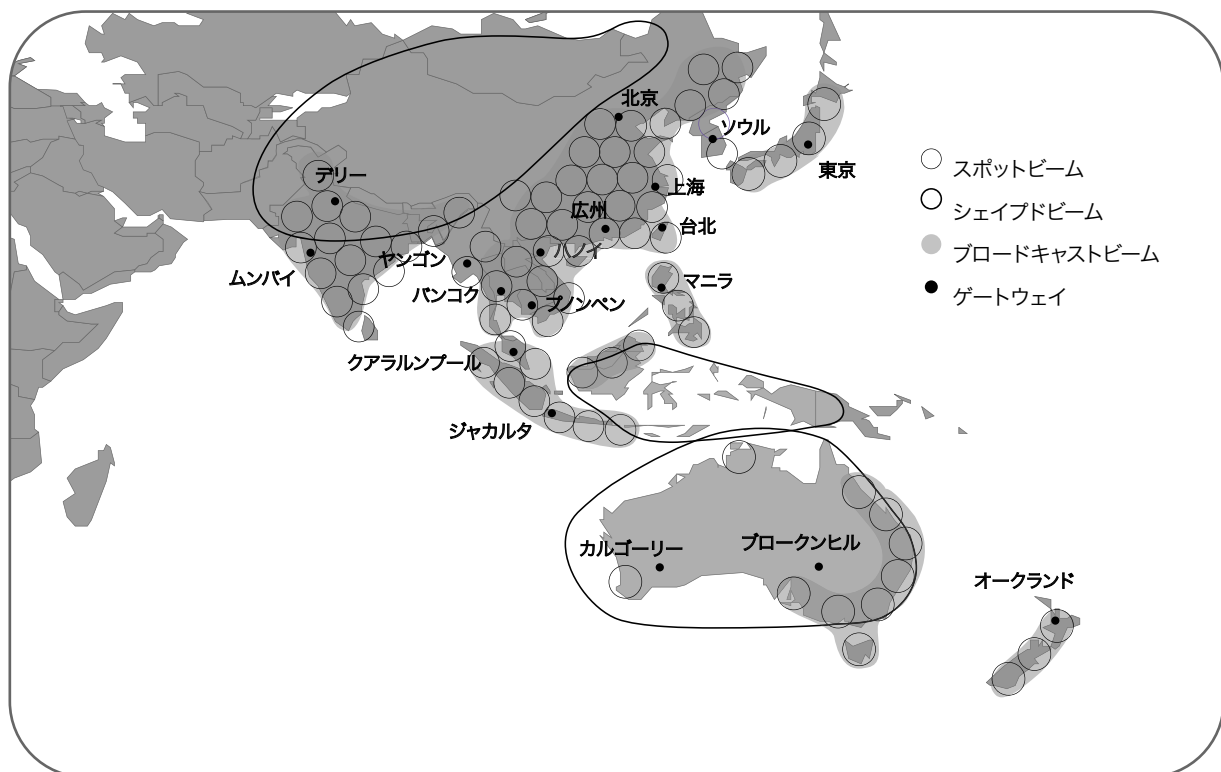 北京
ソウル
東京
デリー
上海
広州
台北
ハノイ
ヤンゴン
ムンバイ
バンコク
プノンペン
マニラ
クアラルンプール
ジャカルタ
カルゴーリー
ブロークンヒル
オークランド
スポットビーム
シェイプドビーム
ブロードキャストビーム
ゲートウェイ